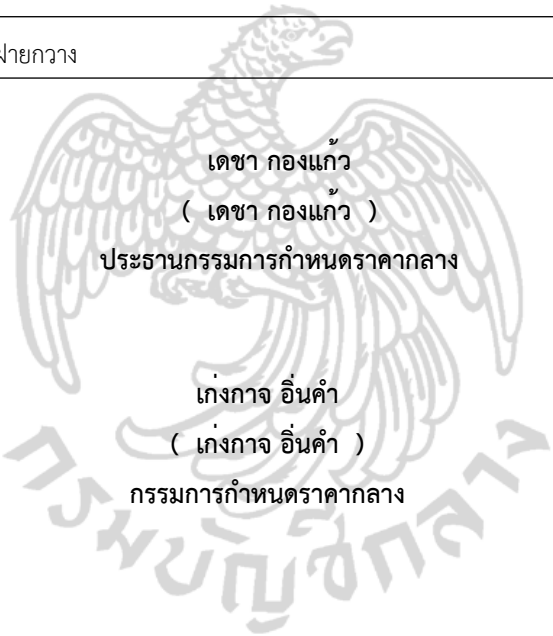 ฝายกวาง
เดชา กองแก้ว
( เดชา กองแก้ว )
ประธานกรรมการกำหนดราคากลาง
เก่งกาจ อิ่นคำ
( เก่งกาจ อิ่นคำ )
กรรมการกำหนดราคากลาง
กรมบัญชีกลาง